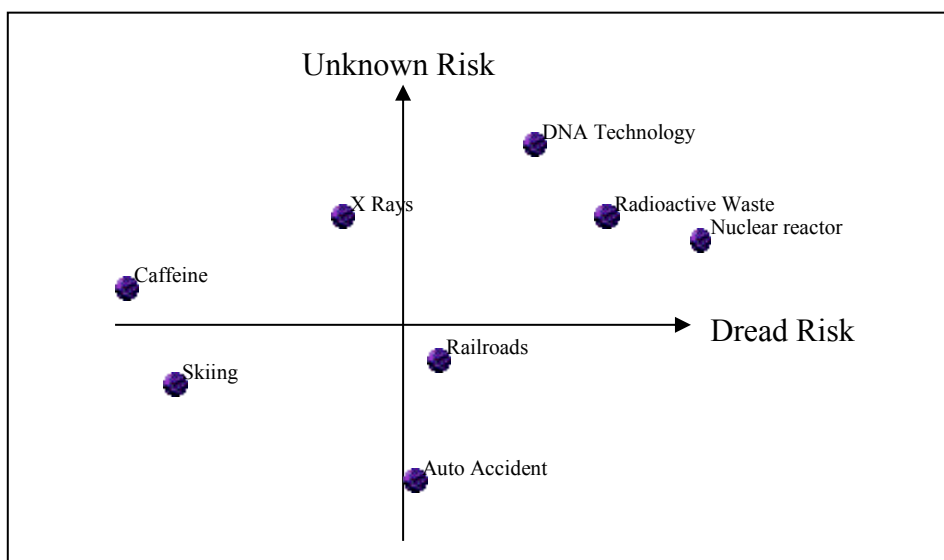 Unknown Risk
DNA Technology
X Rays
Radioactive Waste
Nuclear reactor
Caffeine
Dread Risk
Railroads
Skiing
Auto Accident